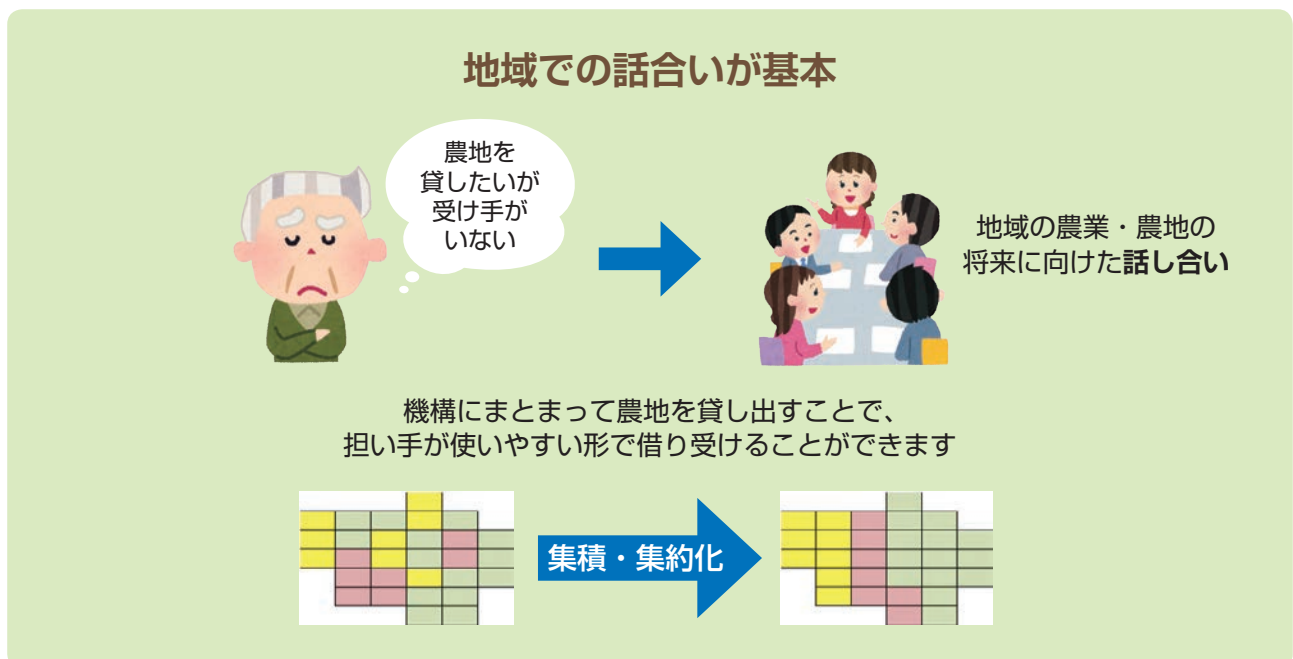 地域での話合いが基本
農地を
貸したいが
受け手が
いない
地域の農業・農地の
将来に向けた話し合い
機構にまとまって農地を貸し出すことで、
担い手が使いやすい形で借り受けることができます
集積・集約化